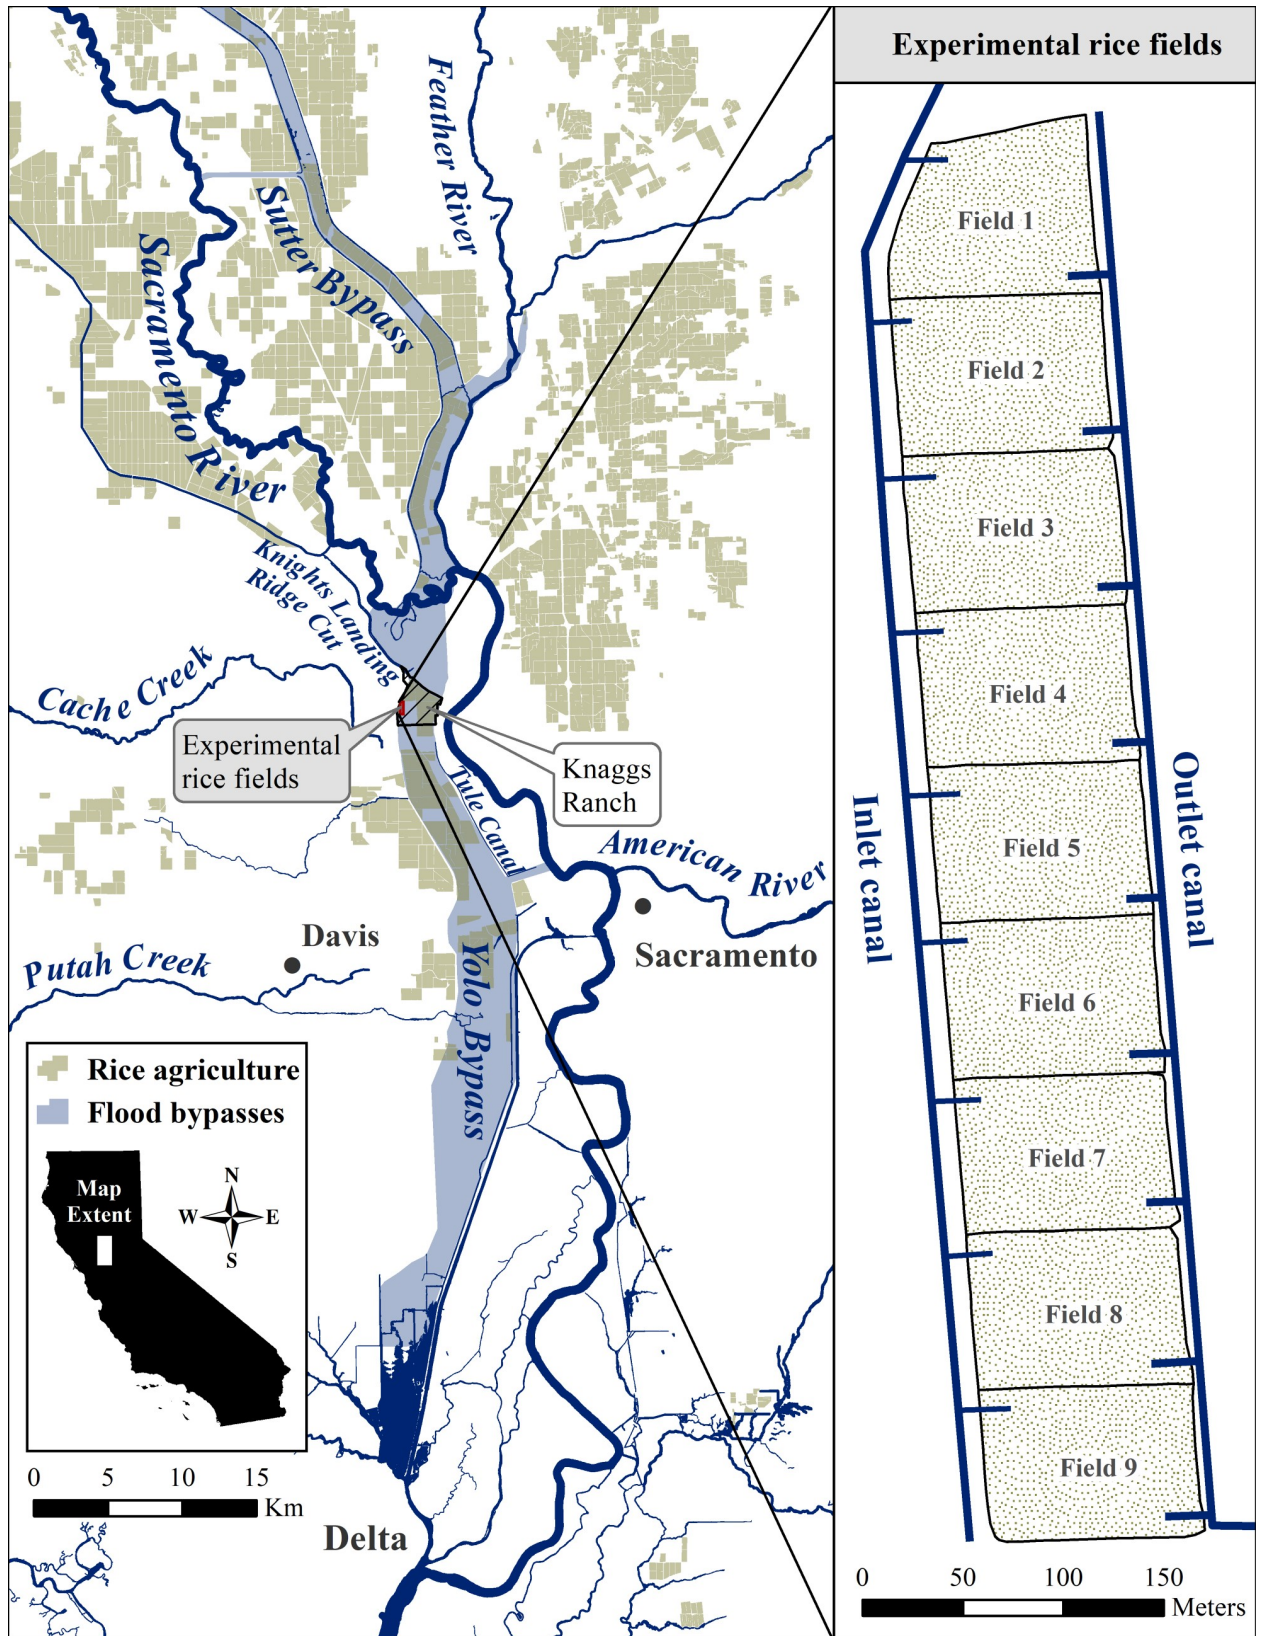 Experimental rice fields
Feather River
Sutter Bypass
Sacramento River
Knights Landing
Ridge Cut
Cache Creek
Experimental
rice fields
Knaggs
Ranch
Tule Canal
American River
Davis
Sacramento
Putah Creek
Yolo Bypass
Rice agriculture
Flood bypasses
Map
Extent
N
W
E
S
0 5 10 15
Km
Delta
Field 1
Field 2
Field 3
Field 4
Field 5
Field 6
Field 7
Field 8
Field 9
Inlet canal
Outlet canal
0 50 100 150
Meters